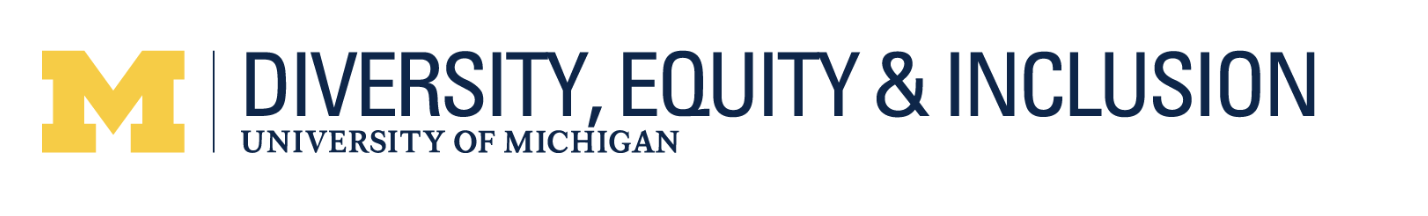 M
DIVERSITY, EQUITY & INCLUSION
UNIVERSITY OF MICHIGAN